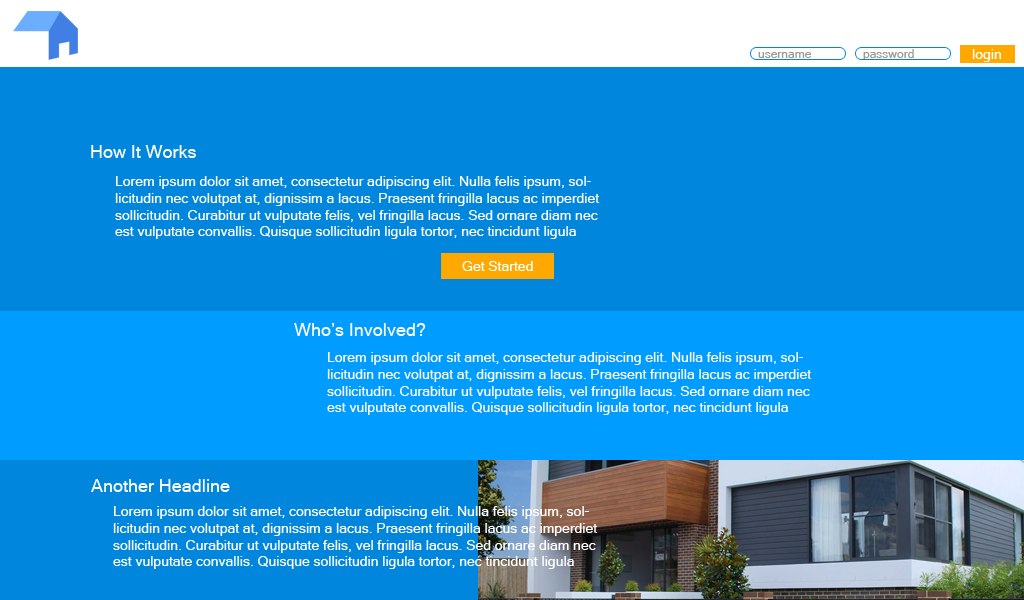 username password login
How It Works
Lorem ipsum dolor sit amet, consectetur adipiscing elit. Nulla felis ipsum, sol-
licitudin nec volutpat at, dignissim a lacus. Praesent fringilla lacus ac imperdiet
sollicitudin. Curabitur ut vulputate felis, vel fringilla lacus. Sed ornare diam nec
est vulputate convallis. Quisque sollicitudin ligula tortor, nec tincidunt ligula
Get Started
Who's Involved?
Lorem ipsum dolor sit amet, consectetur adipiscing elit. Nulla felis ipsum, sol-
licitudin nec volutpat at, dignissim a lacus. Praesent fringilla lacus ac imperdiet
sollicitudin. Curabitur ut vulputate felis, vel fringilla lacus. Sed ornare diam nec
est vulputate convallis. Quisque sollicitudin ligula tortor, nec tincidunt ligula
Another Headline
Lorem ipsum dolor sit amet, consectetur adipiscing elit. Nulla felis ipsum, sol-
licitudin nec volutpat at, dignissim a lacus. Praesent fringilla lacus ac imperdiet
sollicitudin. Curabitur ut vulputate felis, vel fringilla lacus. Sed ornare diam nec
est vulputate convallis. Quisque sollicitudin ligula tortor, nec tincidunt ligula